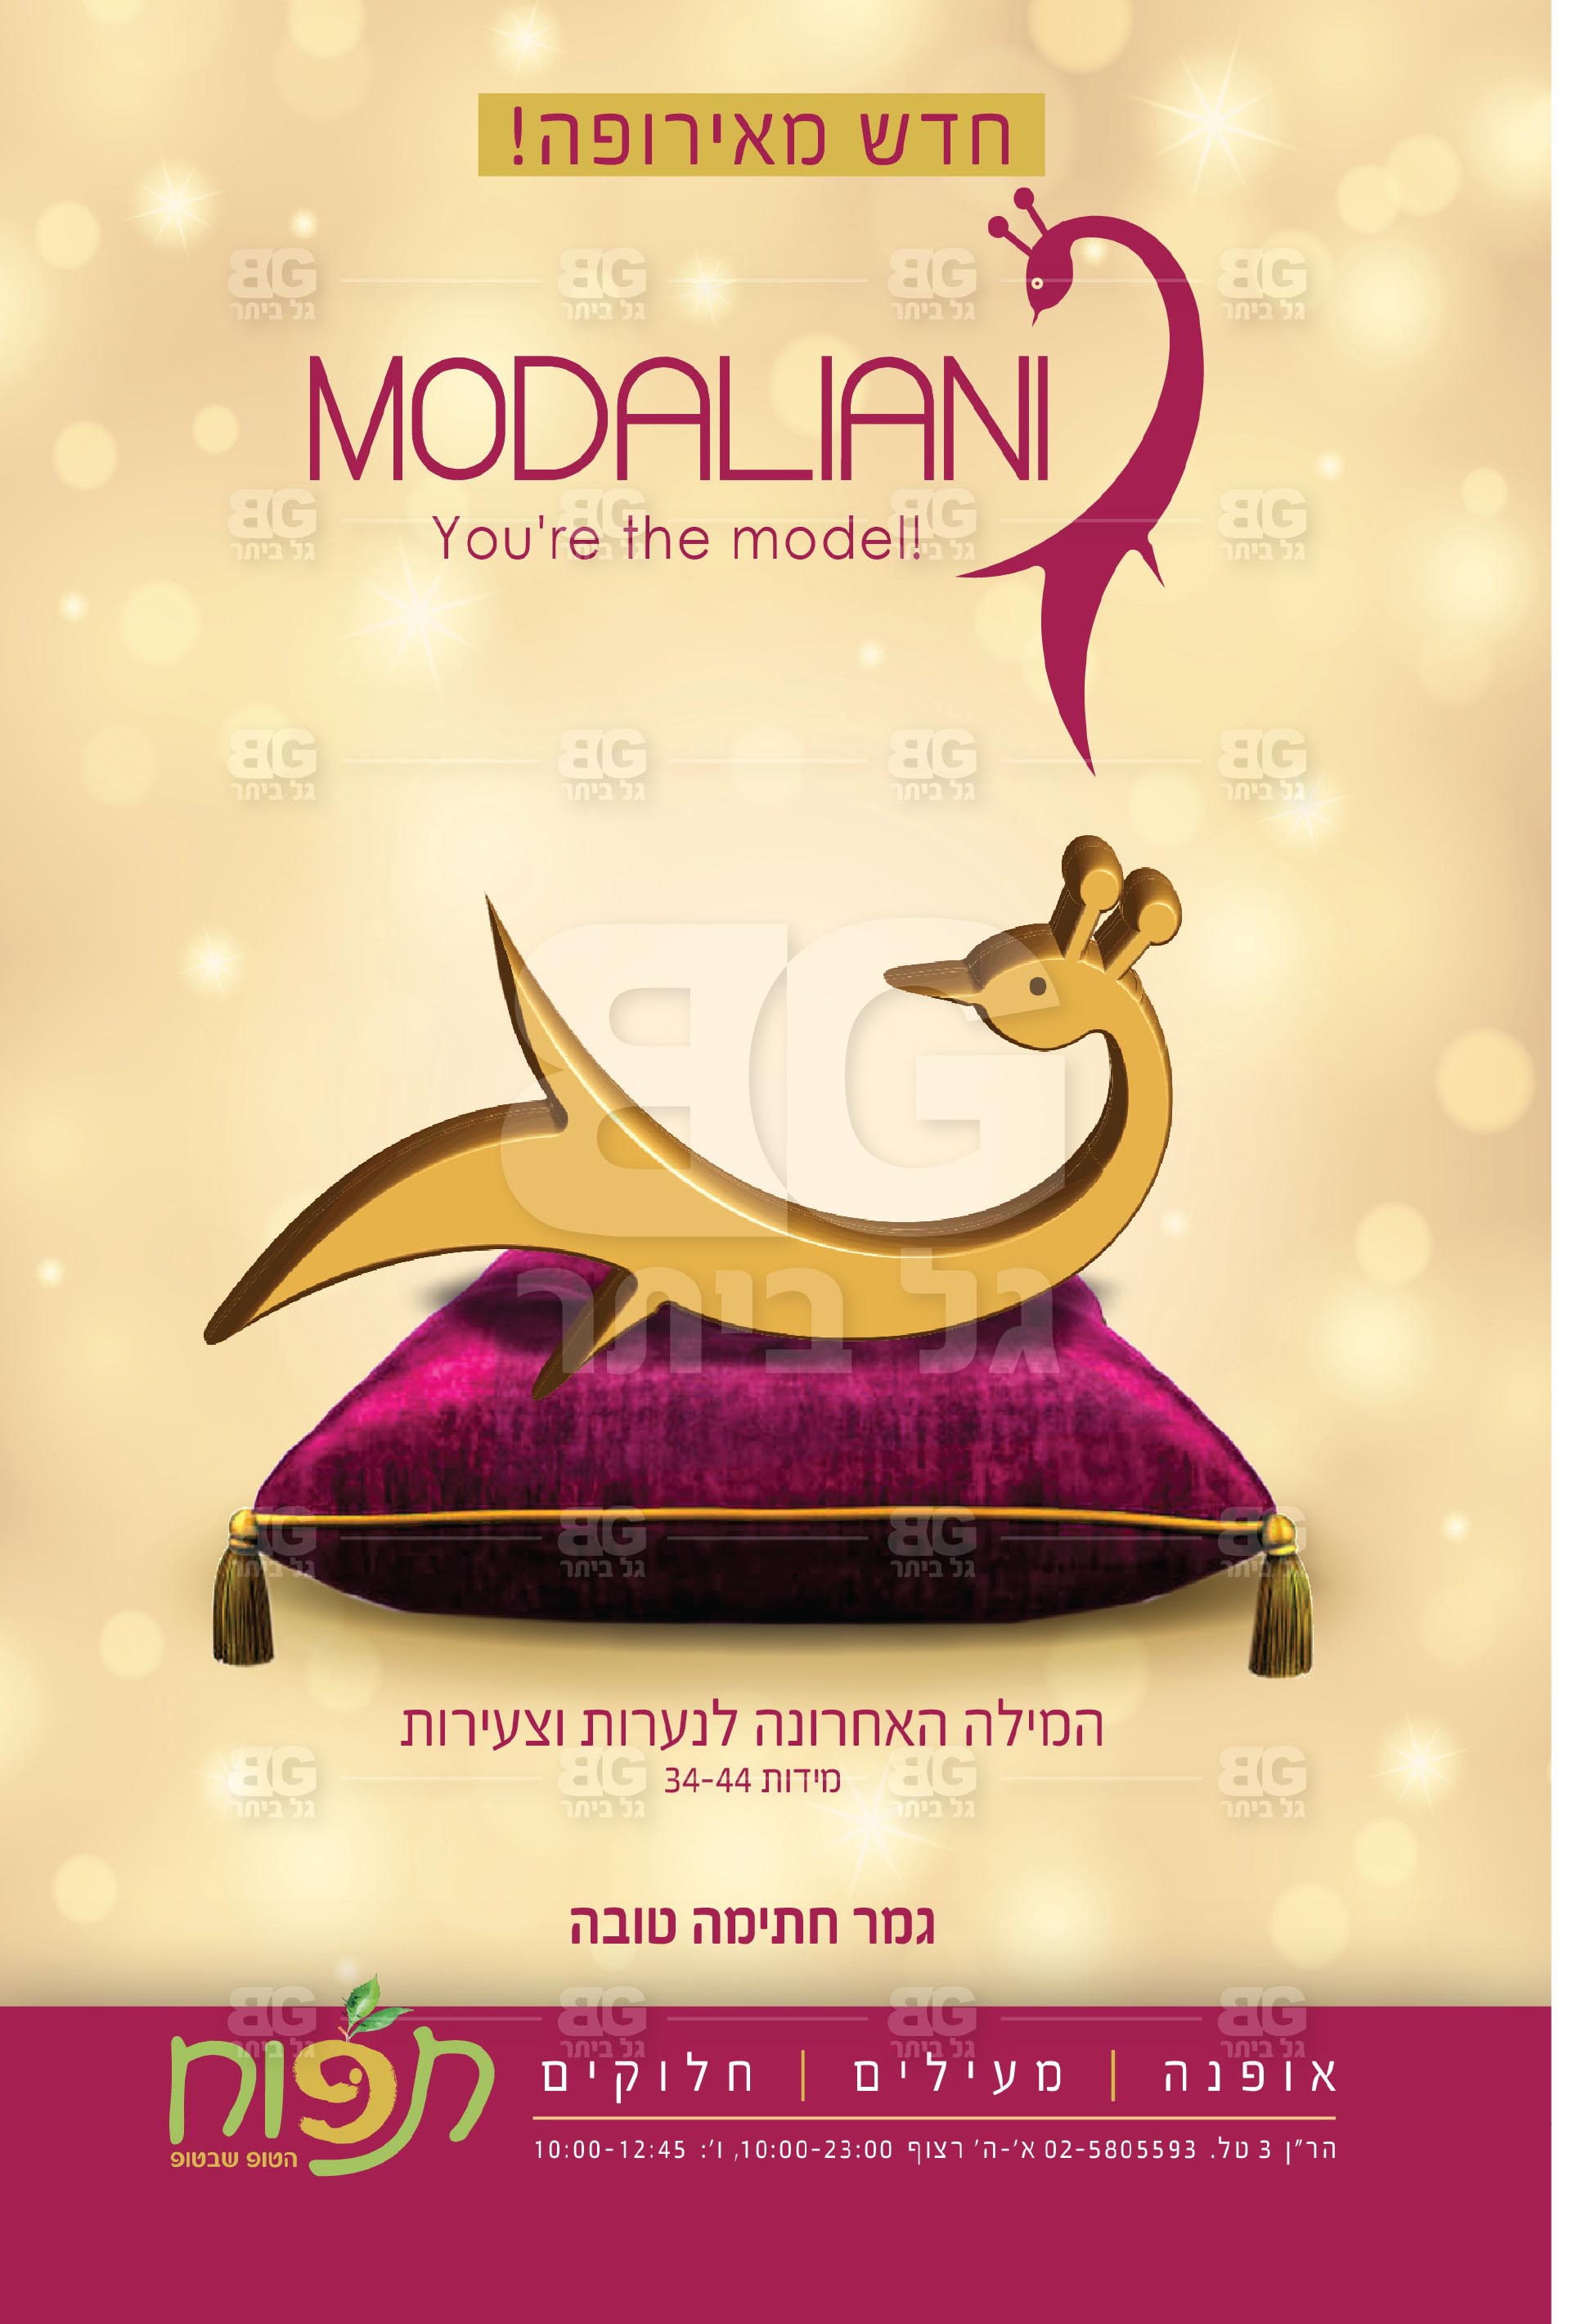 חדש מאירופה!
MODALIANI
You're the model!
BG
גל ביתר
המילה האחרונה לנערות וצעירות
מידות 34-44
גמר חתימה טובה
תפוח
הטופ שבטופ
אופנה | מעילים | חלוקים
הר"ן 3 טל. 02-5805593 א'-ה' רצוף 10:00-23:00, ו': 10:00-12:45